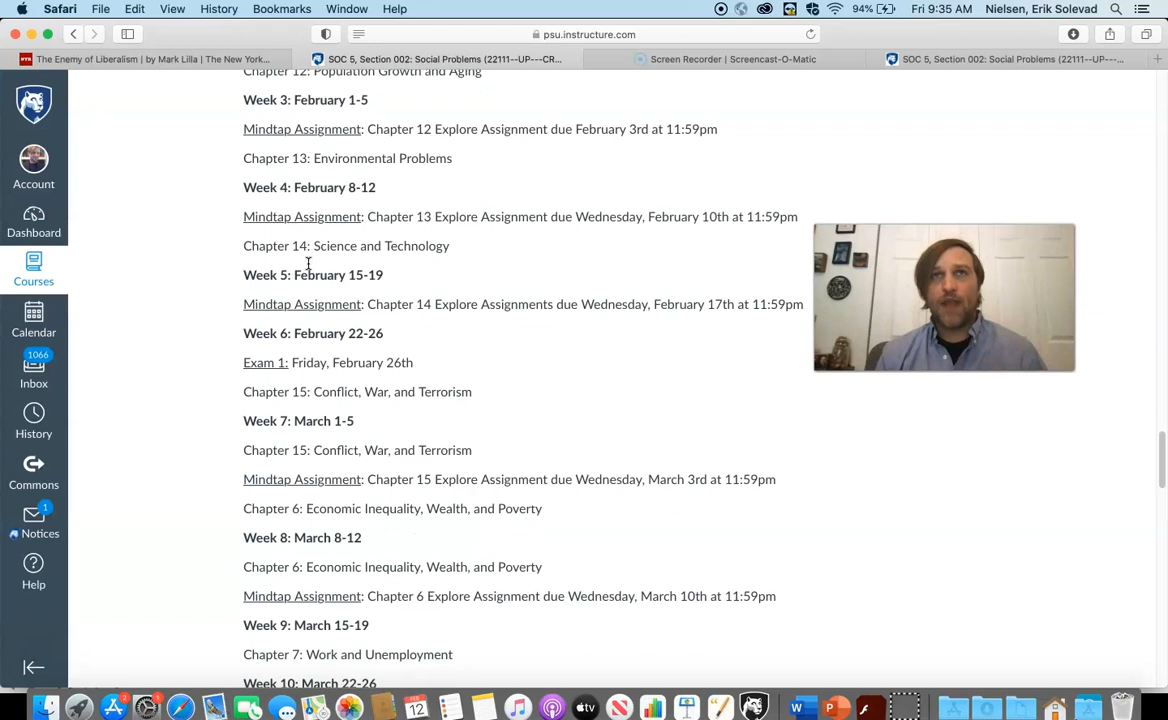 Safari File Edit View History Bookmarks Window Help 94% Fri 9:35 AM Nielsen, Erik Solevad
psu.instructure.com
The Enemy of Liberalism | by Mark Lilla | The New York... SOC 5, Section 002: Social Problems (22111--UP---CR... Screen Recorder | Screencast-O-Matic SOC 5, Section 002: Social Problems (22111--UP---CR...
Chapter 12: Population Growth and Aging
Week 3: February 1-5
Mindtap Assignment: Chapter 12 Explore Assignment due February 3rd at 11:59pm
Chapter 13: Environmental Problems
Week 4: February 8-12
Mindtap Assignment: Chapter 13 Explore Assignment due Wednesday, February 10th at 11:59pm
Chapter 14: Science and Technology
Week 5: February 15-19
Mindtap Assignment: Chapter 14 Explore Assignments due Wednesday, February 17th at 11:59pm
Week 6: February 22-26
Exam 1: Friday, February 26th
Chapter 15: Conflict, War, and Terrorism
Week 7: March 1-5
Chapter 15: Conflict, War, and Terrorism
Mindtap Assignment: Chapter 15 Explore Assignment due Wednesday, March 3rd at 11:59pm
Chapter 6: Economic Inequality, Wealth, and Poverty
Week 8: March 8-12
Chapter 6: Economic Inequality, Wealth, and Poverty
Mindtap Assignment: Chapter 6 Explore Assignment due Wednesday, March 10th at 11:59pm
Week 9: March 15-19
Chapter 7: Work and Unemployment
Week 10: March 22-26
Account
Dashboard
Courses
Calendar
1066
Inbox
History
Commons
1
Notices
Help
2
1
FEB
12
tv